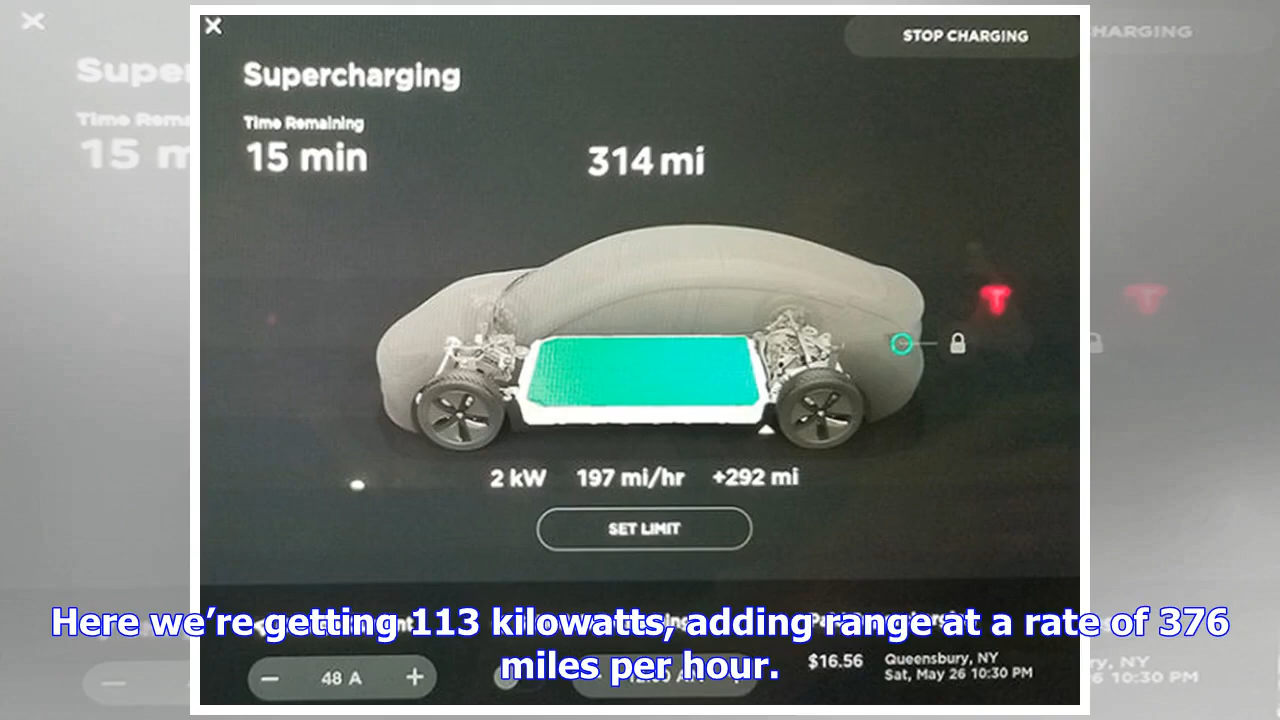 STOP CHARGING
Supercharging
Time Remaining
15 min
314 mi
2 kW 197 mi/hr +292 mi
SET LIMIT
Here we’re getting 113 kilowatts, adding range at a rate of 376
miles per hour.
48 A
$16.56
Queensbury, NY
Sat, May 26 10:30 PM